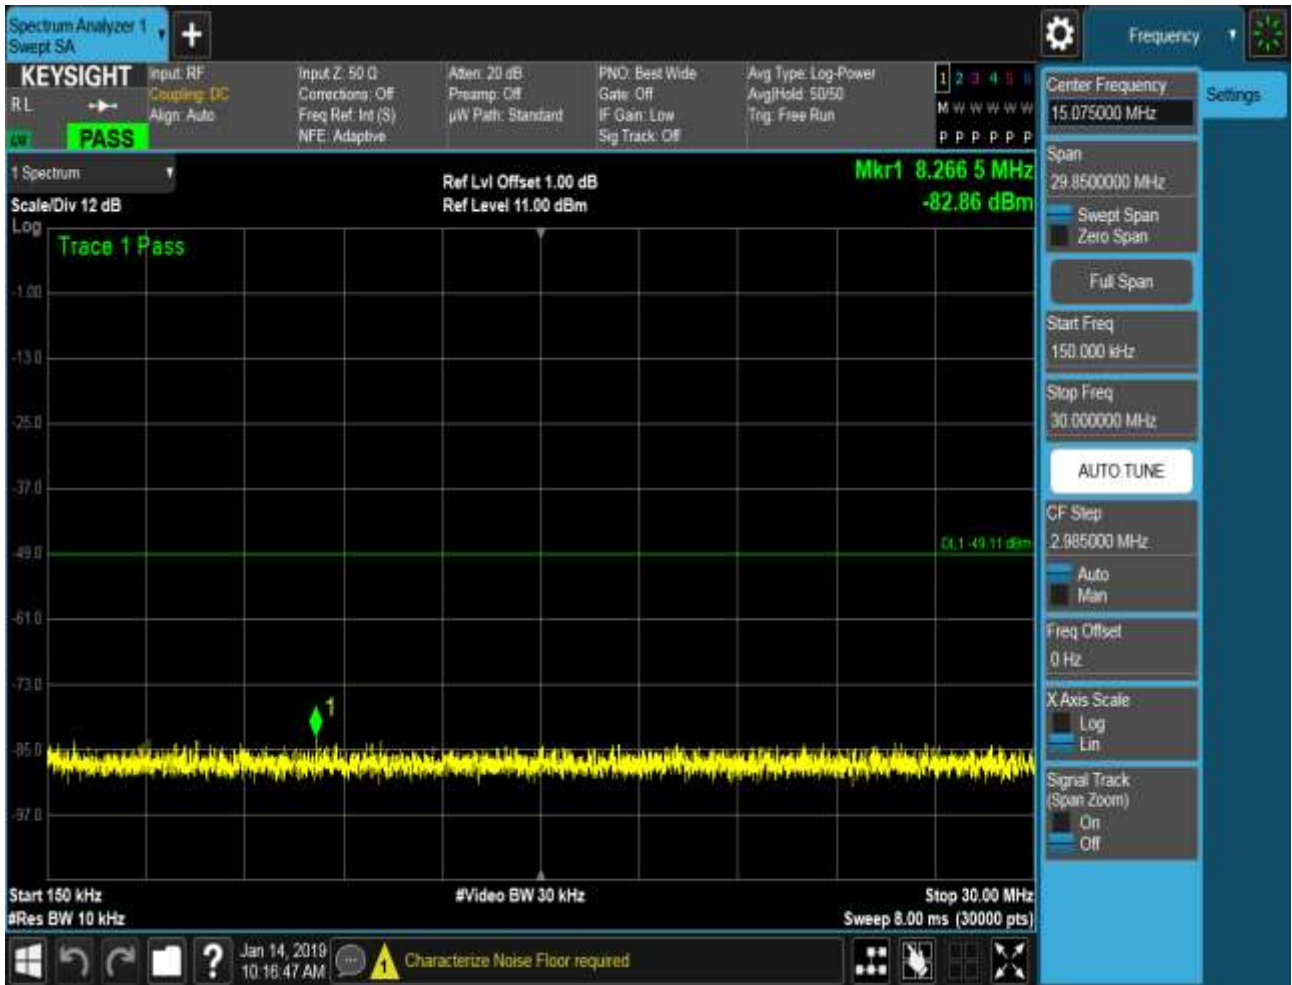 Spectrum Analyzer 1
Swept SA
+
Frequency
KEYSIGHT
Input: RF
Coupling: DC
Align: Auto
Input Z: 50 Ω
Corrections: Off
Freq Ref: Int (S)
NFE: Adaptive
Atten: 20 dB
Preamp: Off
µW Path: Standard
PNO: Best Wide
Gate: Off
IF Gain: Low
Sig Track: Off
Avg Type: Log-Power
Avg|Hold: 50/50
Trig: Free Run
1 2 3 4 5 6
M W W W W W
P P P P P P
R L
PASS
1 Spectrum
Scale/Div 12 dB
Ref Lvl Offset 1.00 dB
Ref Level 11.00 dBm
Mkr1 8.266 5 MHz
-82.86 dBm
Log
Trace 1 Pass
-1.00
-13.0
-25.0
-37.0
-49.0
DL1 -49.11 dBm
-61.0
-73.0
1
-85.0
-97.0
Start 150 kHz
#Video BW 30 kHz
Stop 30.00 MHz
#Res BW 10 kHz
Sweep 8.00 ms (30000 pts)
?
Jan 14, 2019
10:16:47 AM
1
Characterize Noise Floor required
Center Frequency
15.075000 MHz
Settings
Span
29.8500000 MHz
Swept Span
Zero Span
Full Span
Start Freq
150.000 kHz
Stop Freq
30.000000 MHz
AUTO TUNE
CF Step
2.985000 MHz
Auto
Man
Freq Offset
0 Hz
X Axis Scale
Log
Lin
Signal Track
(Span Zoom)
On
Off